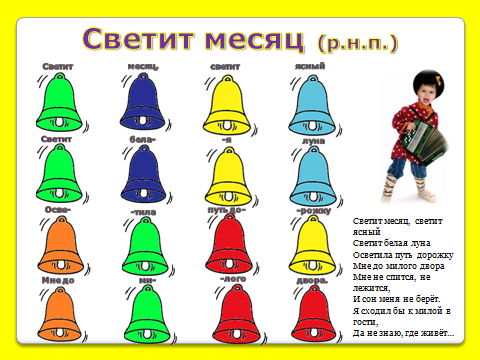 Светит месяц (р.н.п.)
Светит месяц, светит ясный
Светит бела- -я луна
Осве- -тила путь до- -рожку
Мне до ми- -лого двора.
Светит месяц, светит
ясный
Светит белая луна
Осветила путь дорожку
Мне до милого двора
Мне не спится, не
лежится,
И сон меня не берёт.
Я сходил бы к милой в
гости,
Да не знаю, где живёт...